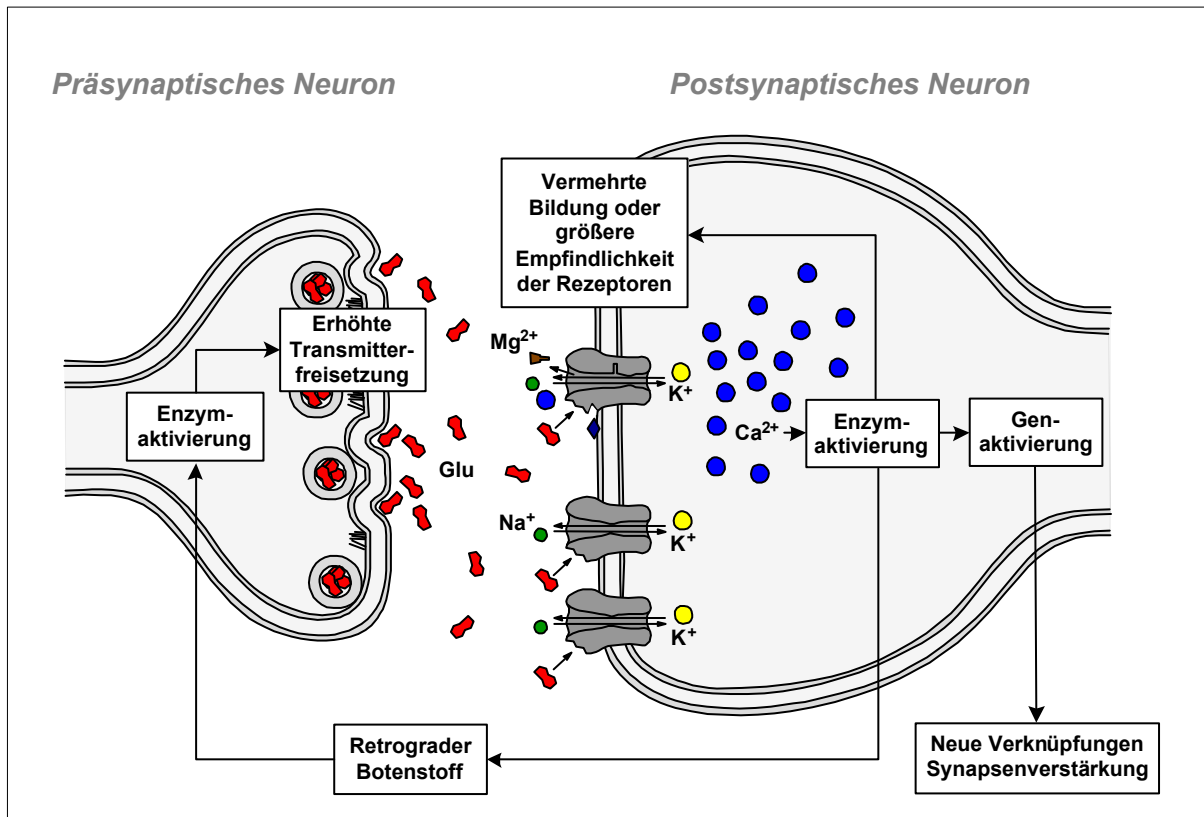 Präsynaptisches Neuron
Postsynaptisches Neuron
Vermehrte
Bildung oder
größere
Empfindlichkeit
der Rezeptoren
Erhöhte
Transmitter-
freisetzung
Mg²⁺
K⁺
Enzym-
aktivierung
Ca²⁺
Enzym-
aktivierung
Gen-
aktivierung
Glu
Na⁺
K⁺
K⁺
Retrograder
Botenstoff
Neue Verknüpfungen
Synapsenverstärkung